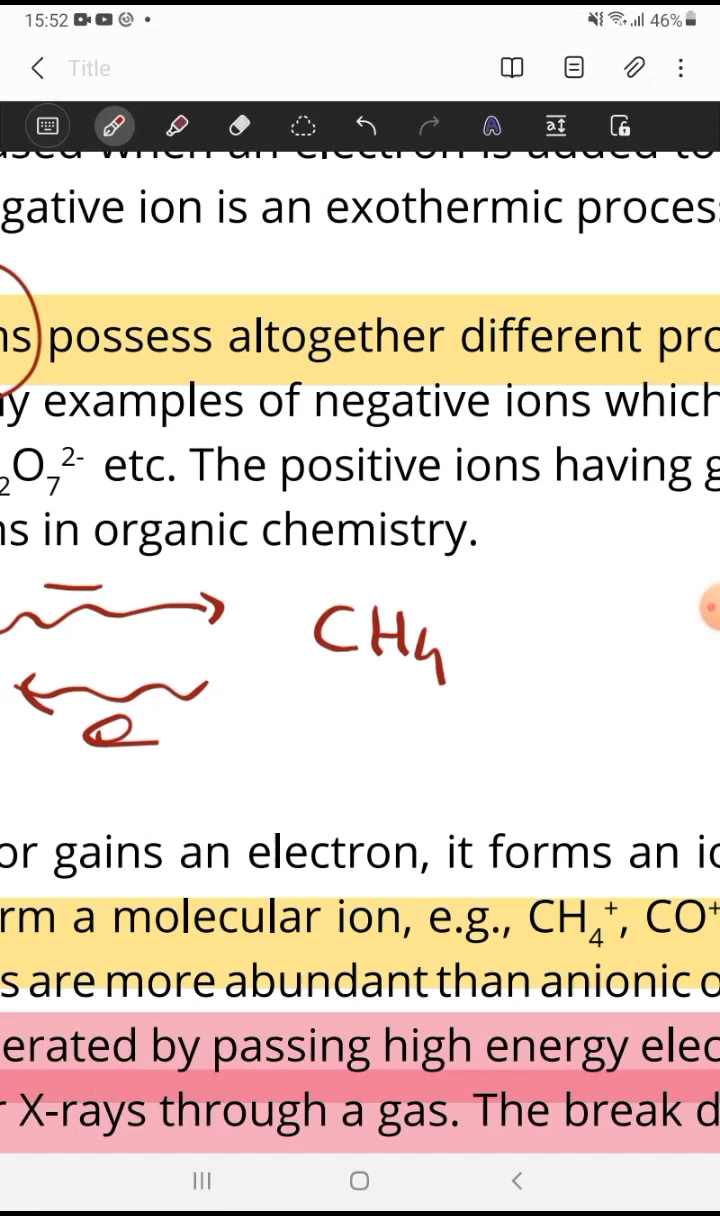 15:52 46%
Title
gative ion is an exothermic proces
ns possess altogether different pro
y examples of negative ions which
₂O₇²⁻ etc. The positive ions having g
ns in organic chemistry.
CH₄
e
or gains an electron, it forms an io
rm a molecular ion, e.g., CH₄⁺, CO⁺
s are more abundant than anionic o
erated by passing high energy elec
r X-rays through a gas. The break d